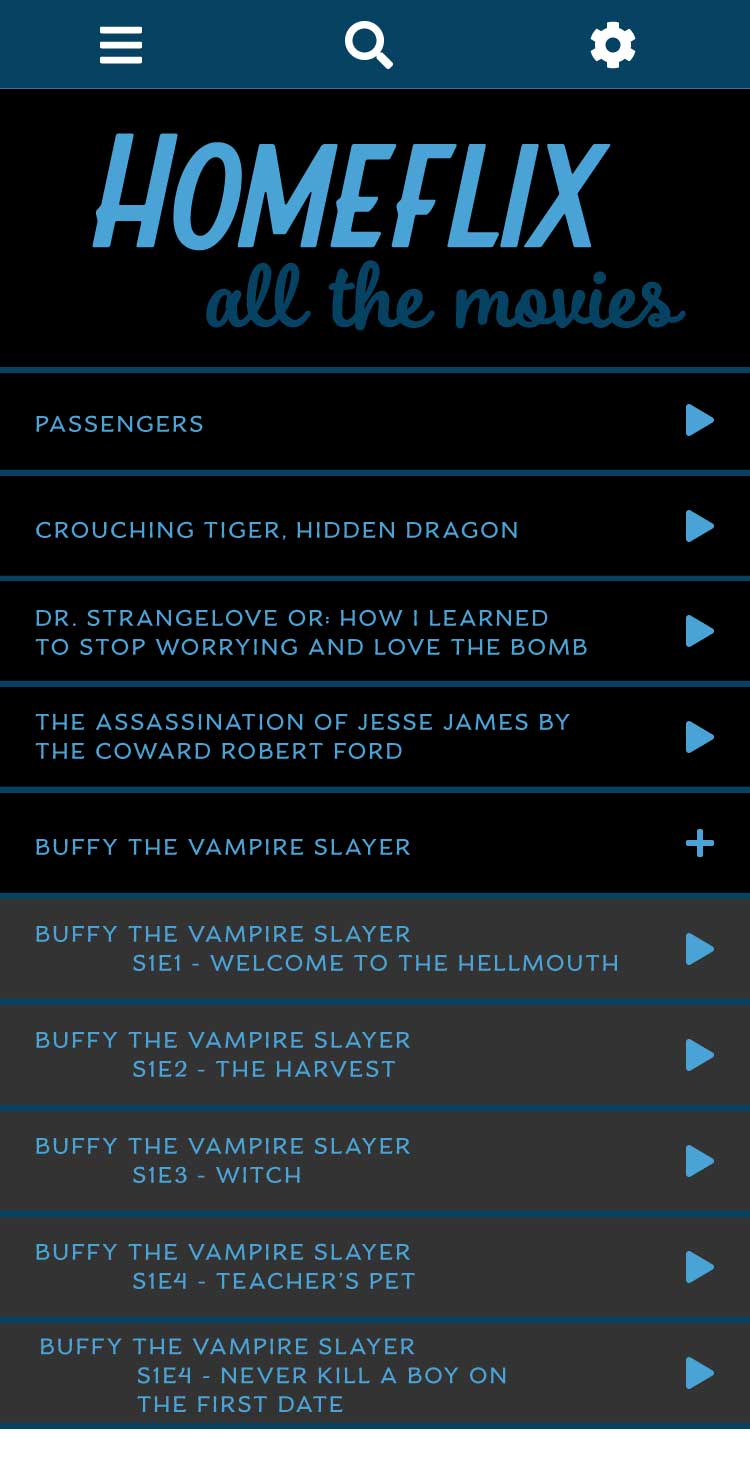 HOMEFLIX
all the movies
PASSENGERS
CROUCHING TIGER, HIDDEN DRAGON
DR. STRANGELOVE OR: HOW I LEARNED
TO STOP WORRYING AND LOVE THE BOMB
THE ASSASSINATION OF JESSE JAMES BY
THE COWARD ROBERT FORD
BUFFY THE VAMPIRE SLAYER
BUFFY THE VAMPIRE SLAYER
S1E1 - WELCOME TO THE HELLMOUTH
BUFFY THE VAMPIRE SLAYER
S1E2 - THE HARVEST
BUFFY THE VAMPIRE SLAYER
S1E3 - WITCH
BUFFY THE VAMPIRE SLAYER
S1E4 - TEACHER'S PET
BUFFY THE VAMPIRE SLAYER
S1E4 - NEVER KILL A BOY ON
THE FIRST DATE